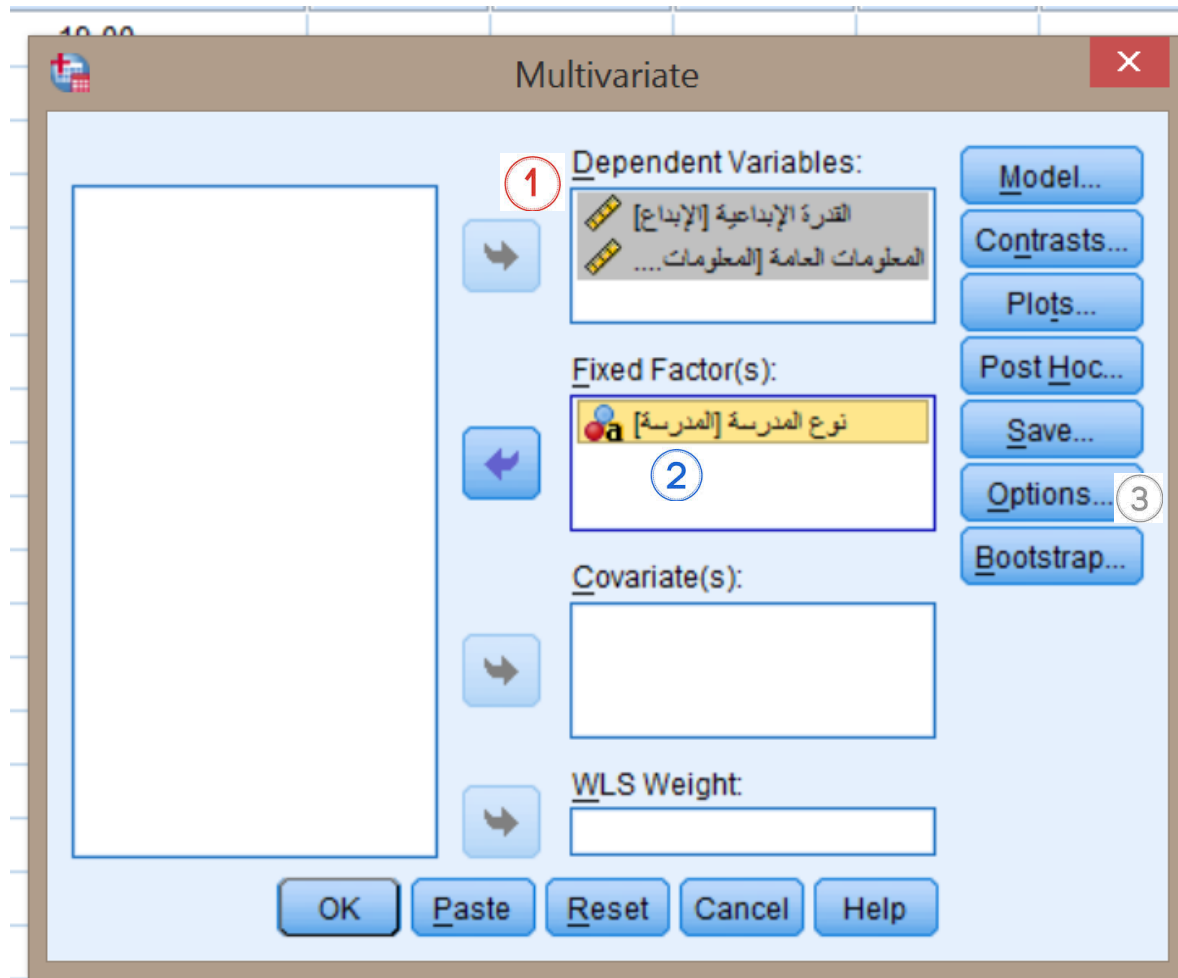 Multivariate
①
Dependent Variables:
القدرة الإبداعية [الإبداع]
المعلومات العامة [المعلومات....
Fixed Factor(s):
a نوع المدرسة [المدرسة]
②
Covariate(s):
WLS Weight:
Model...
Contrasts...
Plots...
Post Hoc...
Save...
Options...
③
Bootstrap...
OK
Paste
Reset
Cancel
Help